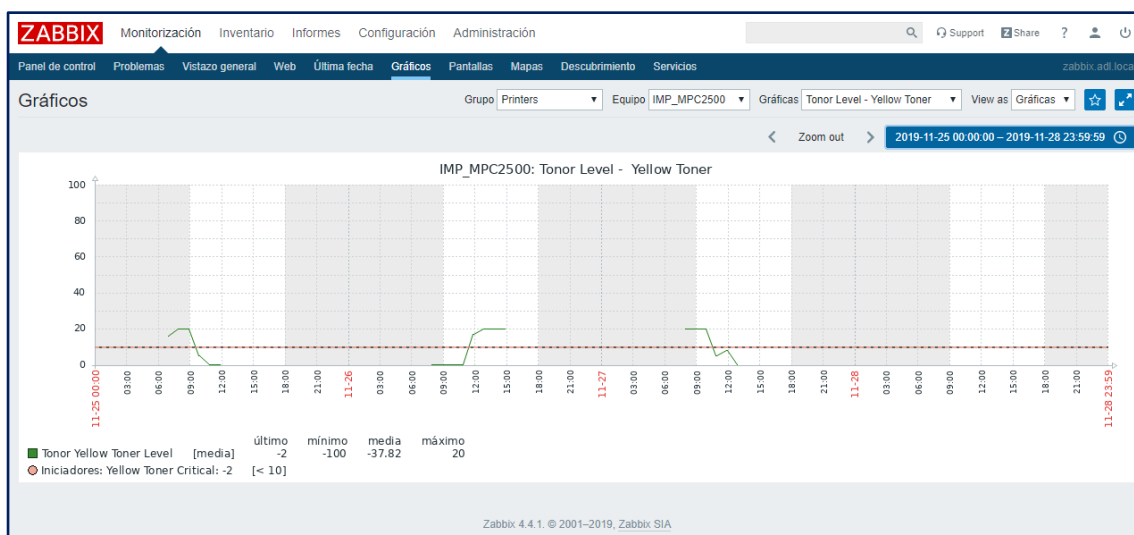 ZABBIX Monitorización Inventario Informes Configuración Administración Support Z Share ?
Panel de control Problemas Vistazo general Web Última fecha Gráficos Pantallas Mapas Descubrimiento Servicios zabbix.adl.loca
Gráficos Grupo Printers Equipo IMP_MPC2500 Gráficas Tonor Level - Yellow Toner View as Gráficas
Zoom out 2019-11-25 00:00:00 – 2019-11-28 23:59:59
IMP_MPC2500: Tonor Level - Yellow Toner
100
80
60
40
20
0
11-25 00:00 03:00 06:00 09:00 12:00 15:00 18:00 21:00 11-26 03:00 06:00 09:00 12:00 15:00 18:00 21:00 11-27 03:00 06:00 09:00 12:00 15:00 18:00 21:00 11-28 03:00 06:00 09:00 12:00 15:00 18:00 21:00 11-28 23:59
último mínimo media máximo
Tonor Yellow Toner Level [media] -2 -100 -37.82 20
Iniciadores: Yellow Toner Critical: -2 [< 10]
Zabbix 4.4.1. © 2001–2019, Zabbix SIA